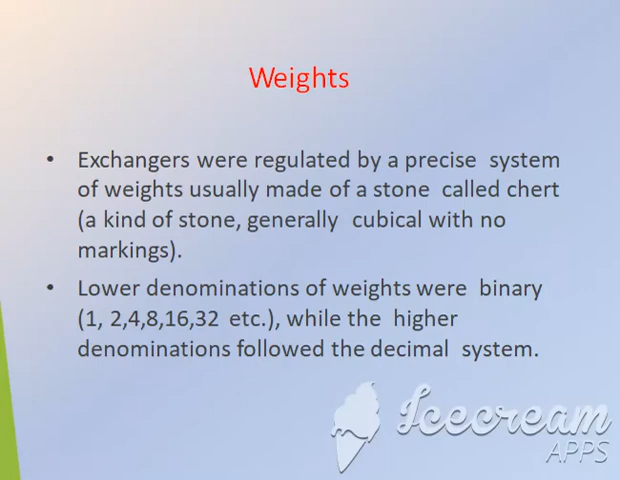 Weights
• Exchangers were regulated by a precise system
of weights usually made of a stone called chert
(a kind of stone, generally cubical with no
markings).
• Lower denominations of weights were binary
(1, 2,4,8,16,32 etc.), while the higher
denominations followed the decimal system.
Icecream
APPS